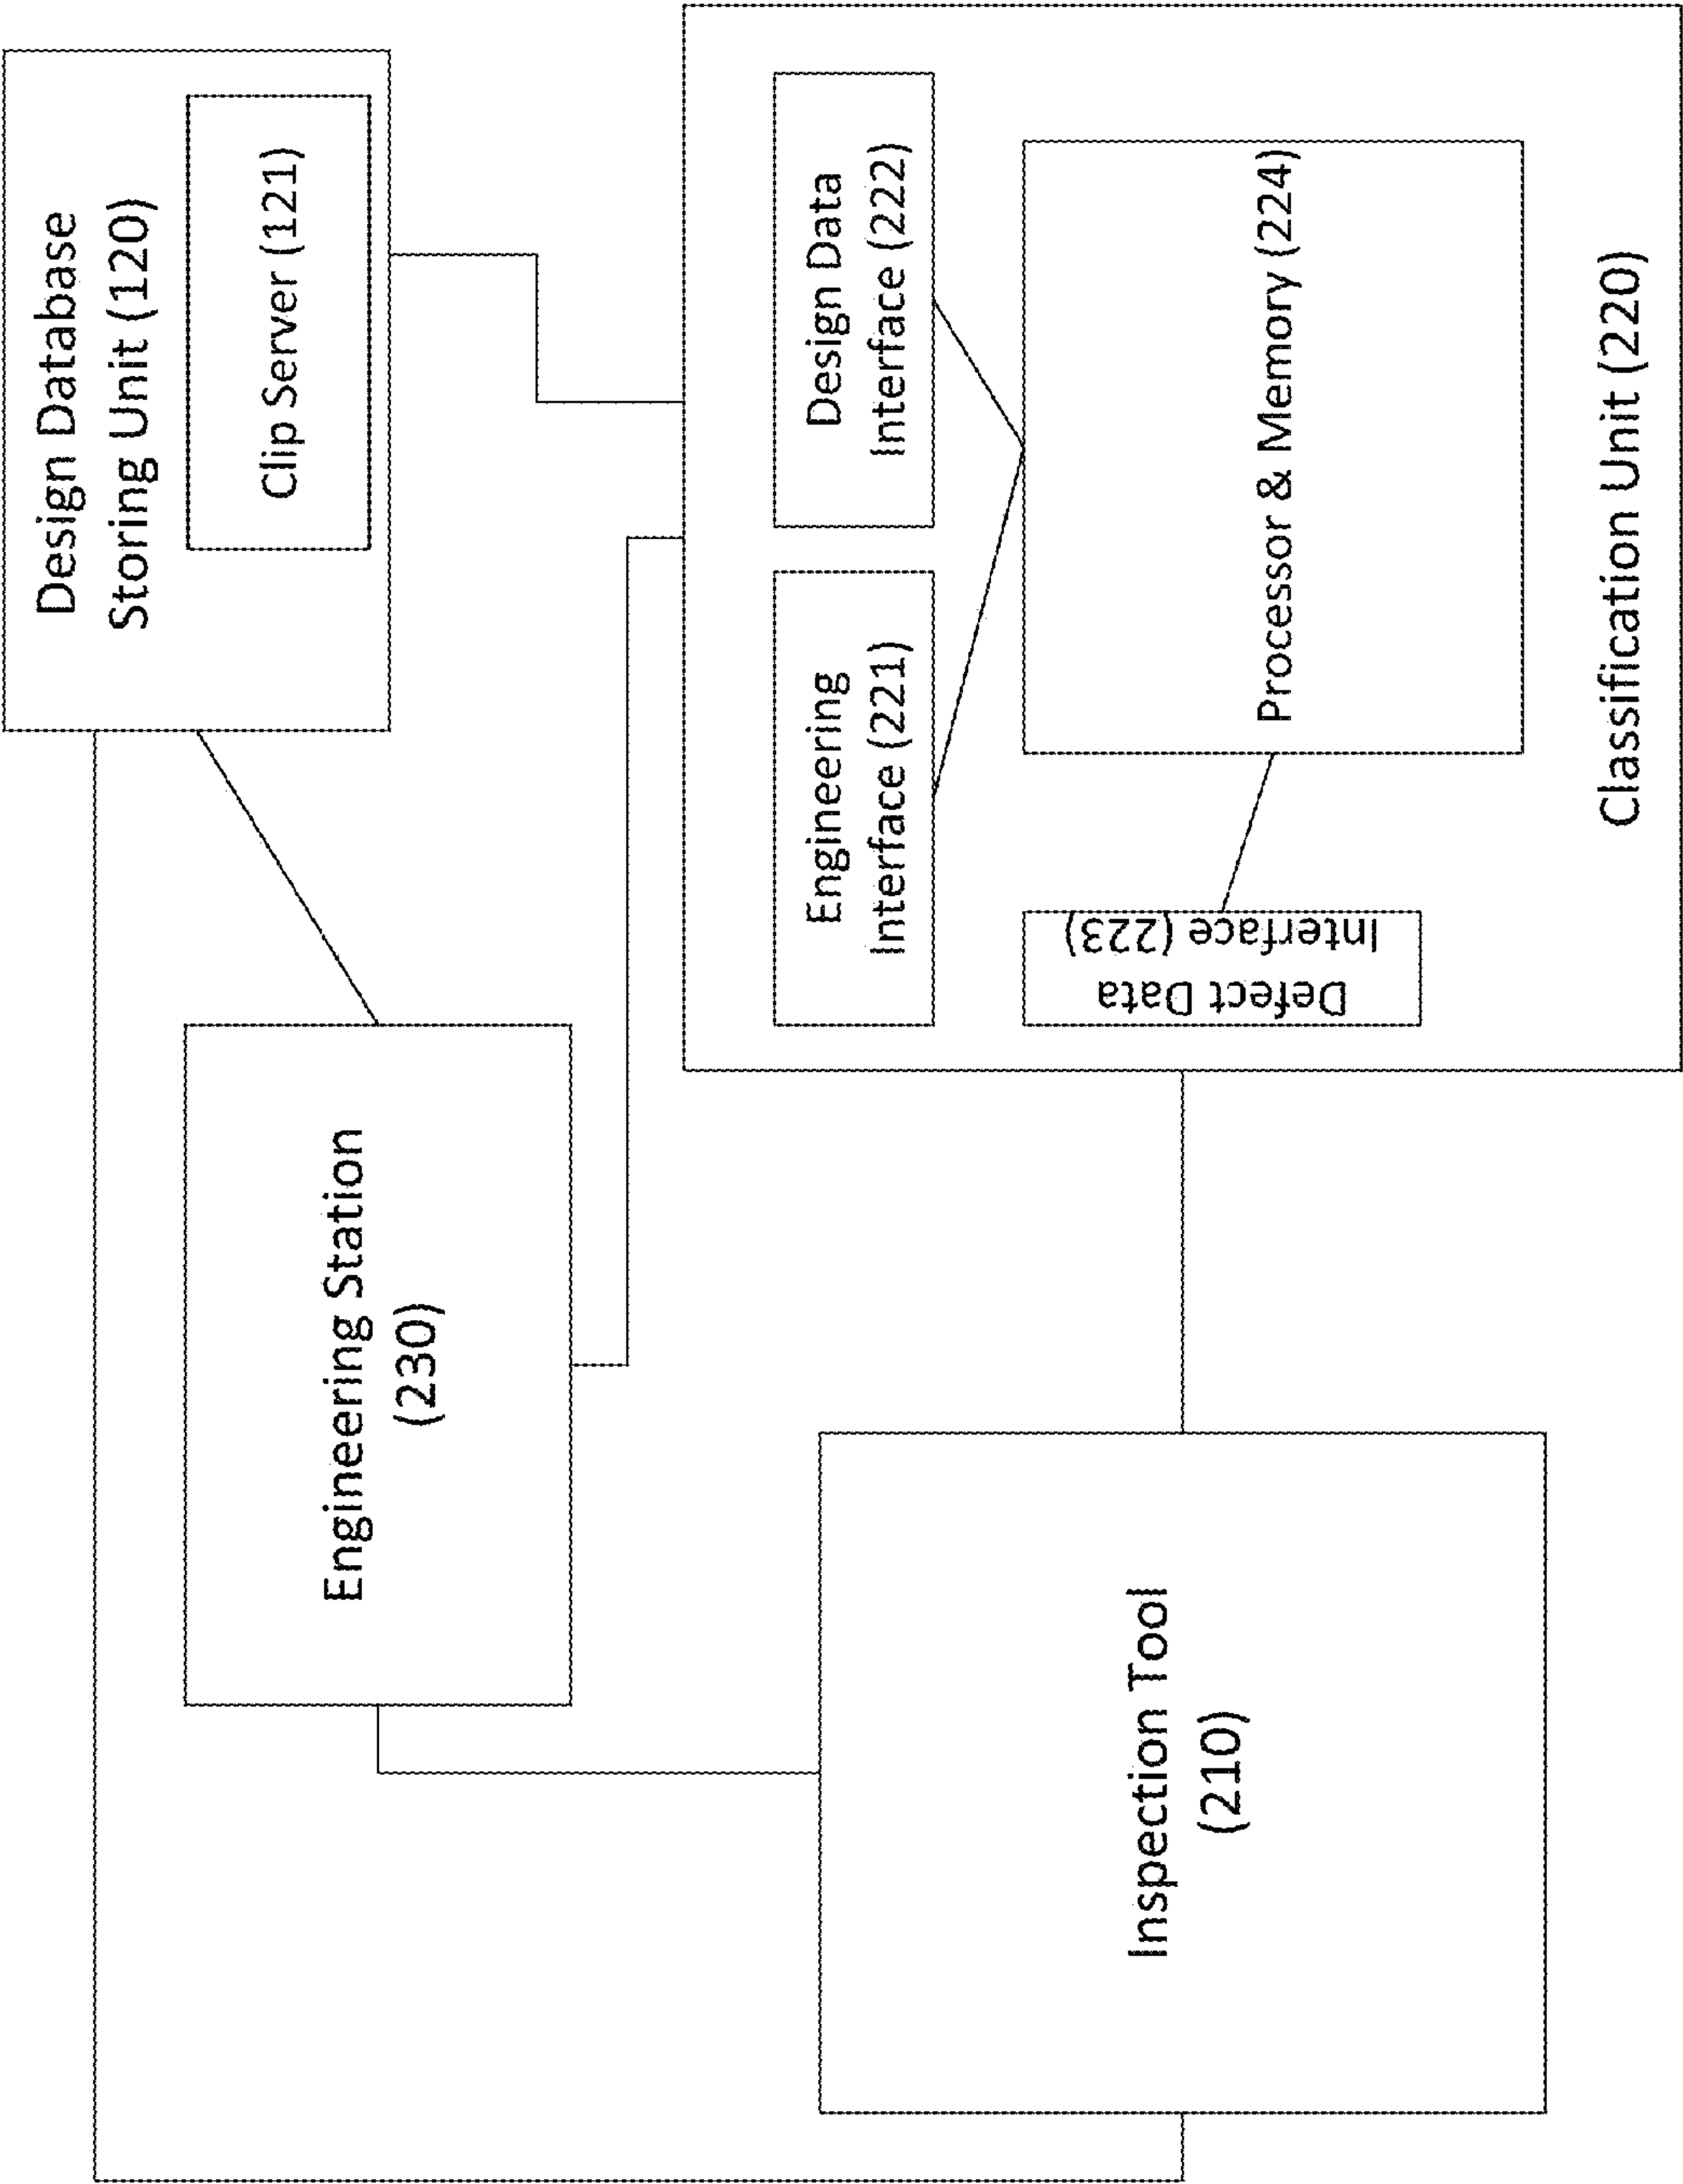 Design Database
Storing Unit (120)
Clip Server (121)
Engineering Station
(230)
Inspection Tool
(210)
Engineering
Interface (221)
Design Data
Interface (222)
Defect Data
Interface (223)
Processor & Memory (224)
Classification Unit (220)